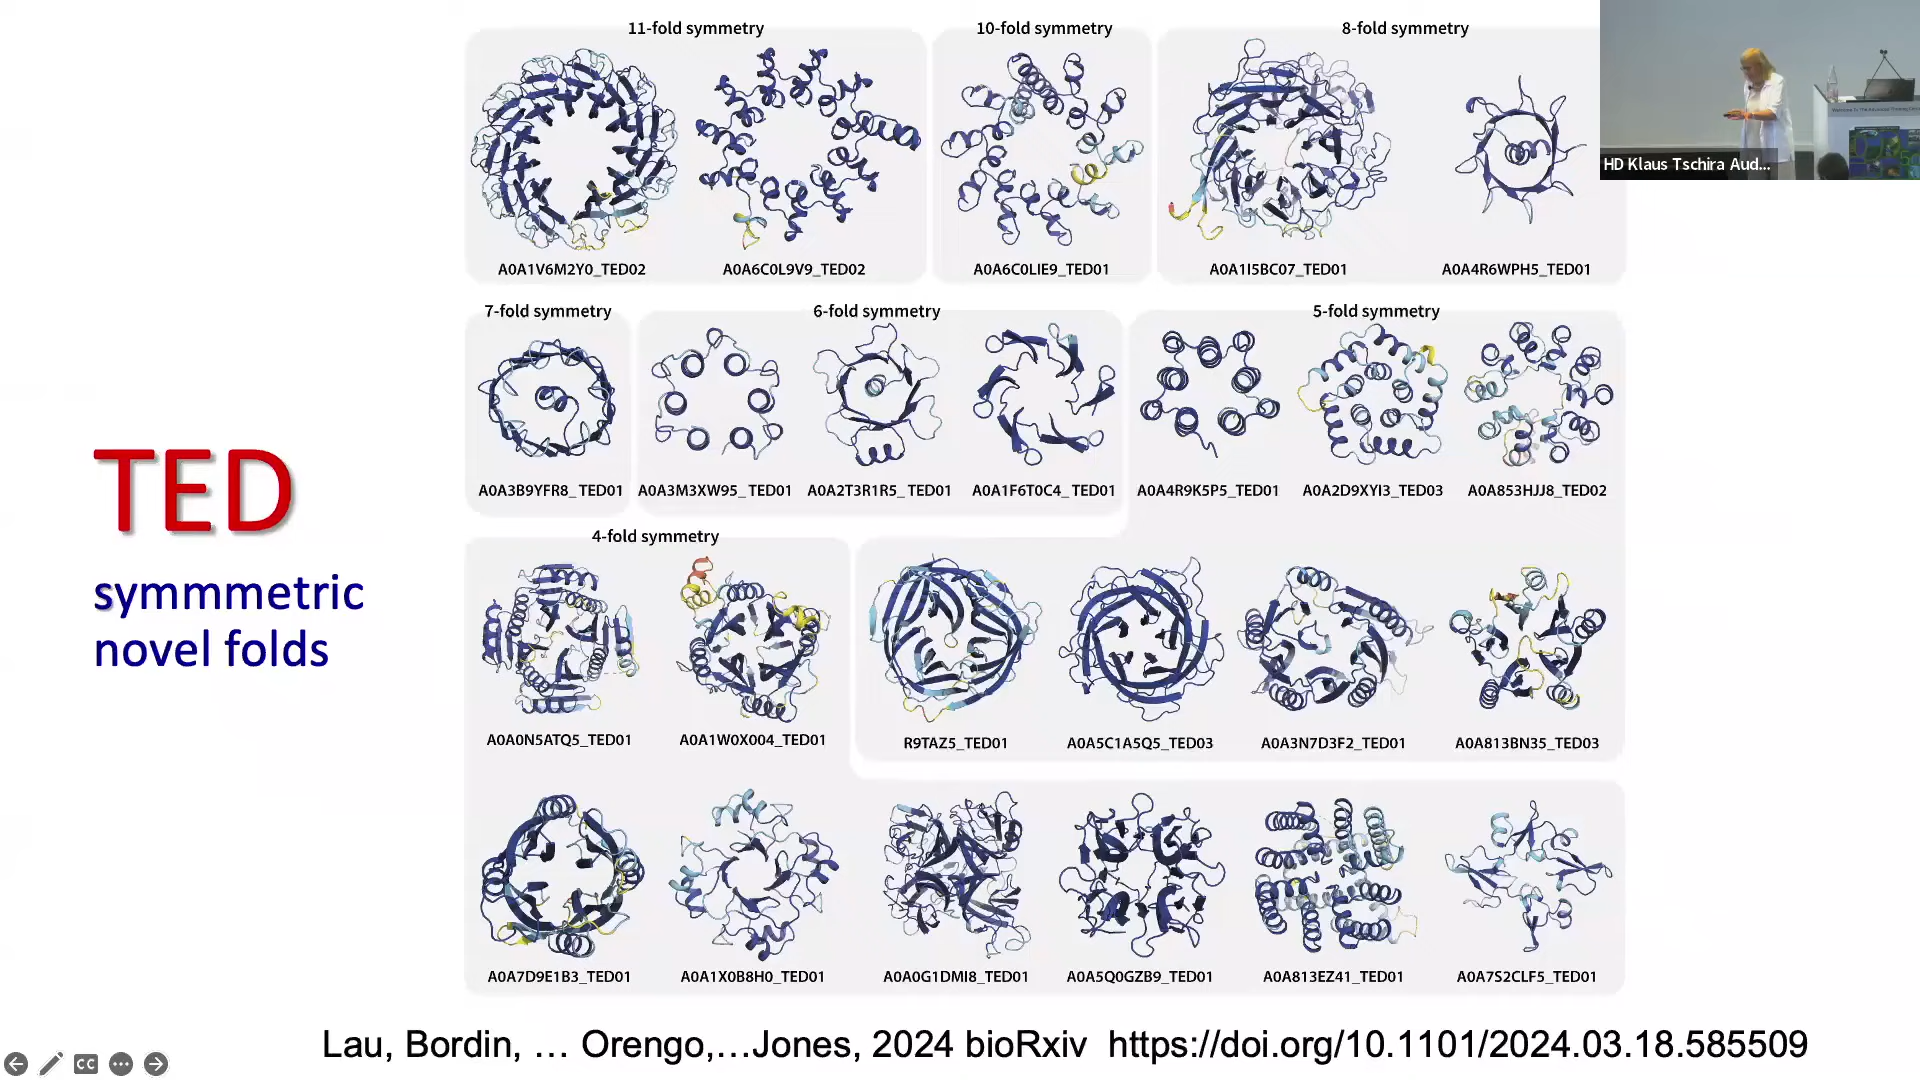 11-fold symmetry
10-fold symmetry
8-fold symmetry
A0A1V6M2Y0_TED02
A0A6C0L9V9_TED02
A0A6C0LIE9_TED01
A0A1I5BC07_TED01
A0A4R6WPH5_TED01
HD Klaus Tschira Aud...
7-fold symmetry
6-fold symmetry
5-fold symmetry
A0A3B9YFR8_TED01
A0A3M3XW95_TED01
A0A2T3R1R5_TED01
A0A1F6T0C4_TED01
A0A4R9K5P5_TED01
A0A2D9XYI3_TED03
A0A853HJJ8_TED02
TED
symmmetric
novel folds
4-fold symmetry
A0A0N5ATQ5_TED01
A0A1W0X004_TED01
R9TAZ5_TED01
A0A5C1A5Q5_TED03
A0A3N7D3F2_TED01
A0A813BN35_TED03
A0A7D9E1B3_TED01
A0A1X0B8H0_TED01
A0A0G1DMI8_TED01
A0A5Q0GZB9_TED01
A0A813EZ41_TED01
A0A7S2CLF5_TED01
Lau, Bordin, … Orengo,…Jones, 2024 bioRxiv https://doi.org/10.1101/2024.03.18.585509
CC